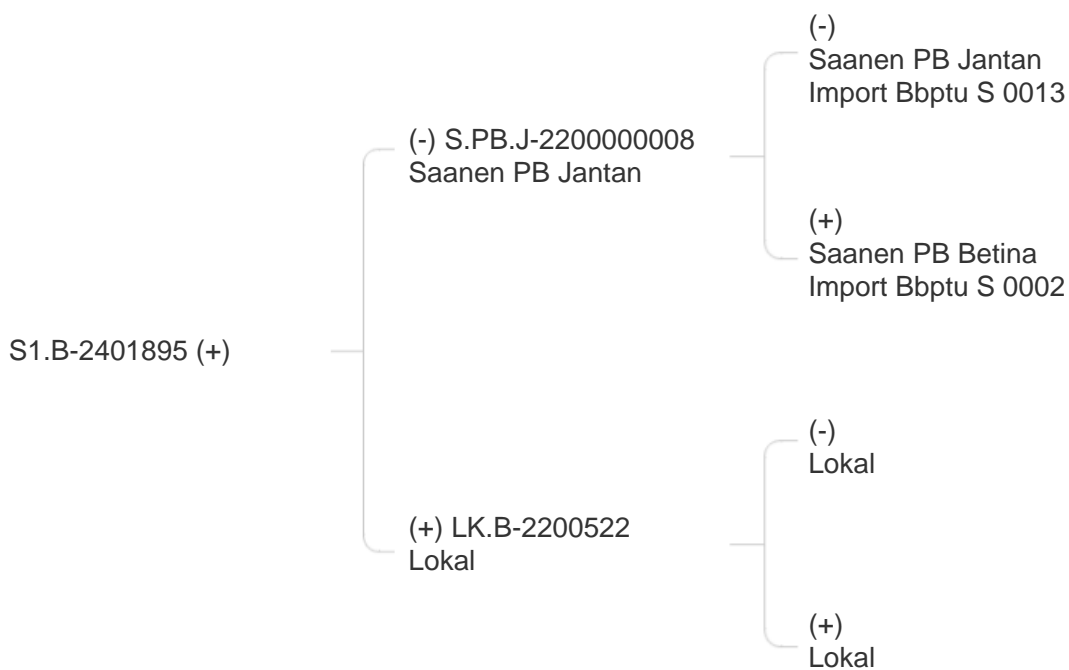 S1.B-2401895 (+)
(-) S.PB.J-2200000008
Saanen PB Jantan
(+) LK.B-2200522
Lokal
(-)
Saanen PB Jantan
Import Bbptu S 0013
(+)
Saanen PB Betina
Import Bbptu S 0002
(-)
Lokal
(+)
Lokal